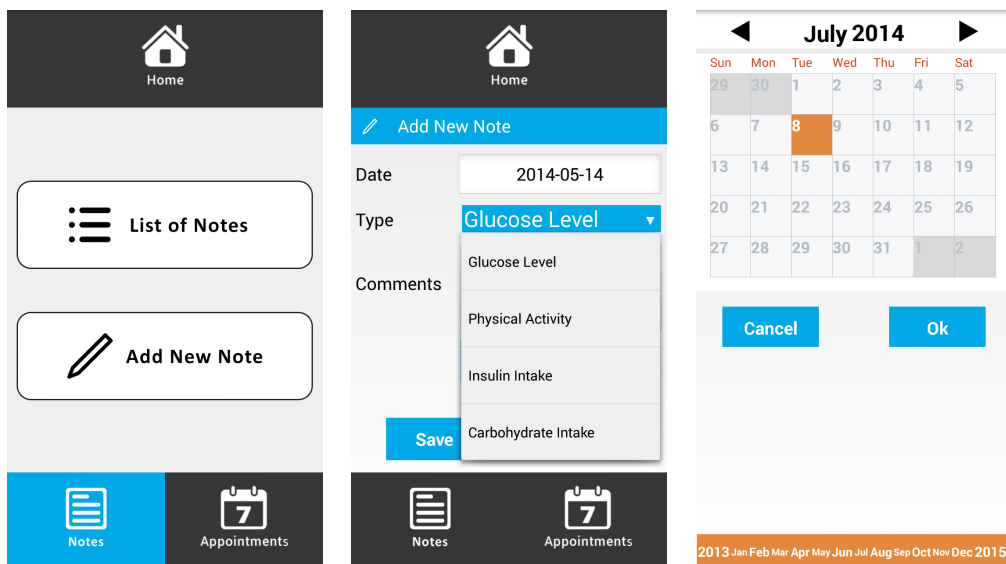 Home
List of Notes
Add New Note
Notes
7
Appointments
Home
Add New Note
Date
2014-05-14
Type
Glucose Level
Glucose Level
Comments
Physical Activity
Insulin Intake
Save
Carbohydrate Intake
Notes
7
Appointments
July 2014
Sun Mon Tue Wed Thu Fri Sat
29 30 1 2 3 4 5
6 7 8 9 10 11 12
13 14 15 16 17 18 19
20 21 22 23 24 25 26
27 28 29 30 31 1 2
Cancel Ok
2013 Jan Feb Mar Apr May Jun Jul Aug Sep Oct Nov Dec 2015